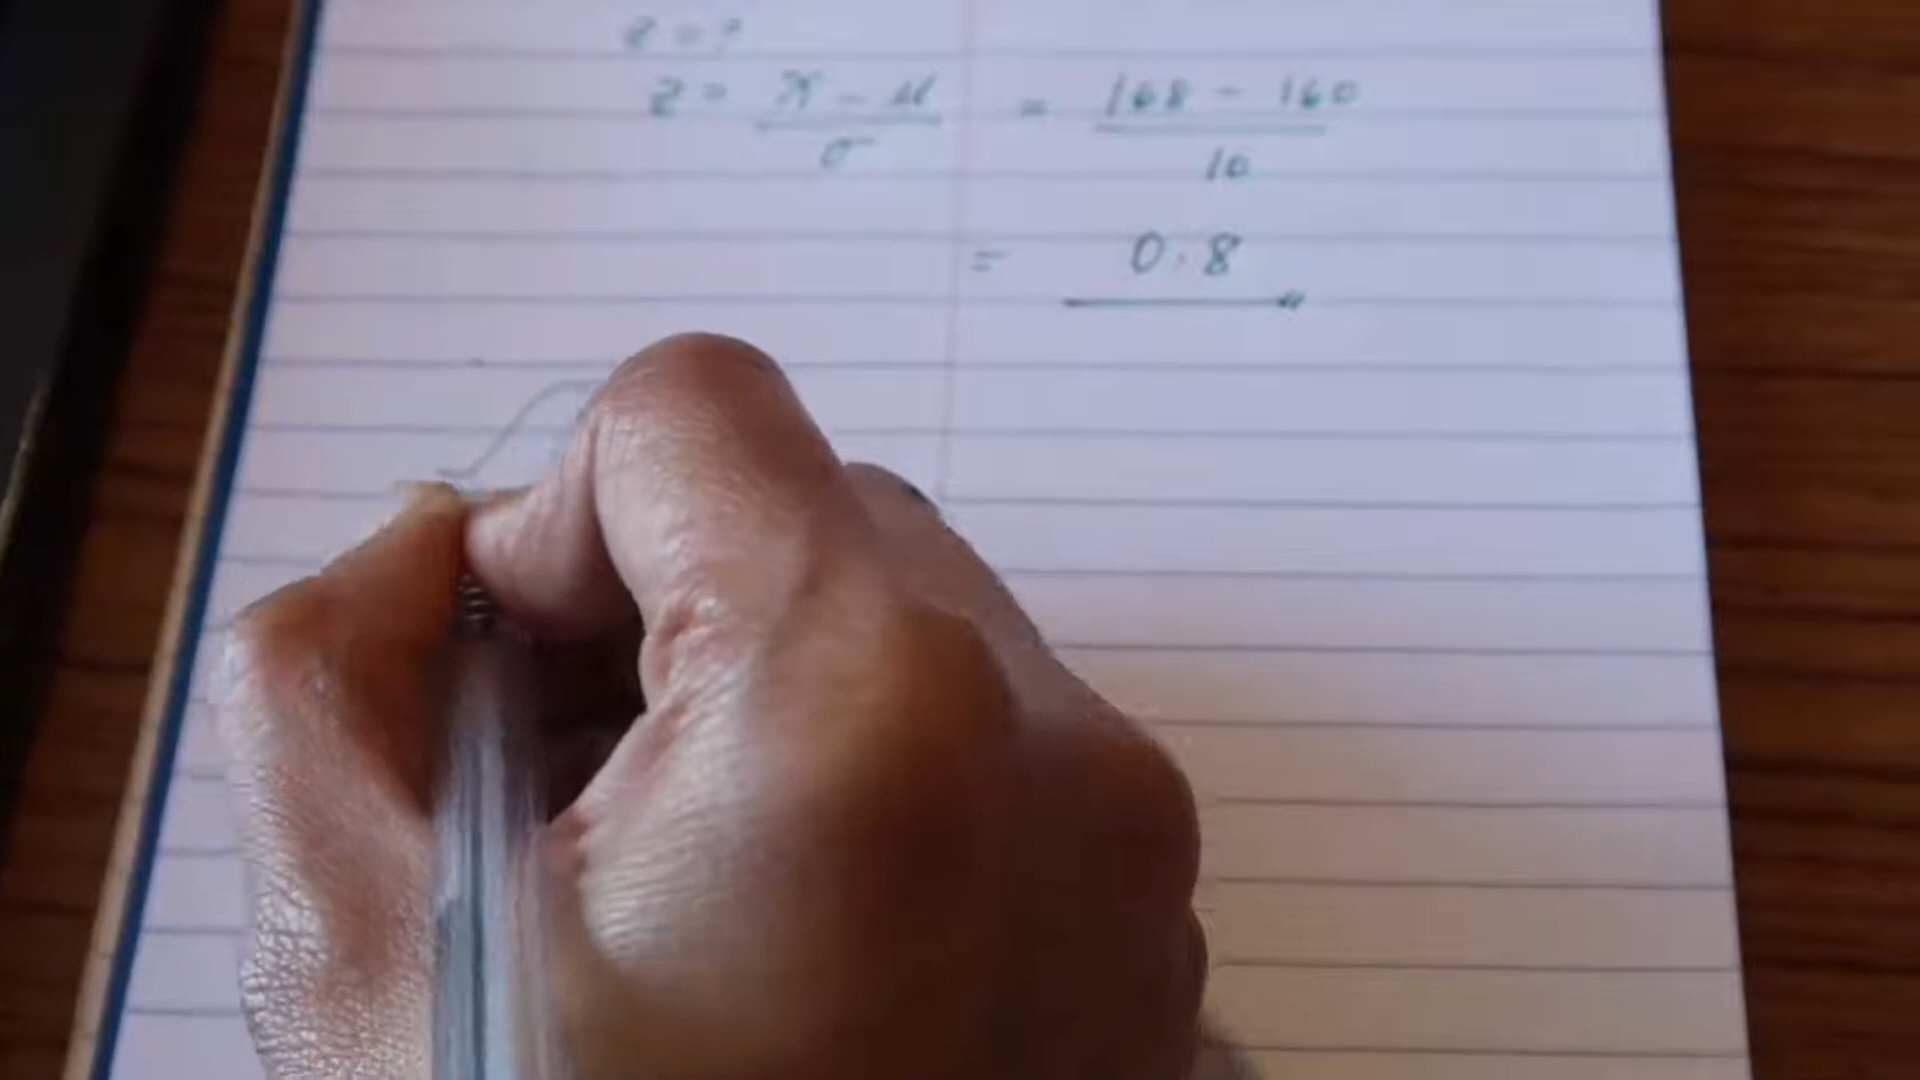 z = ?
z = x - μ / σ = 168 - 160 / 10
= 0.8